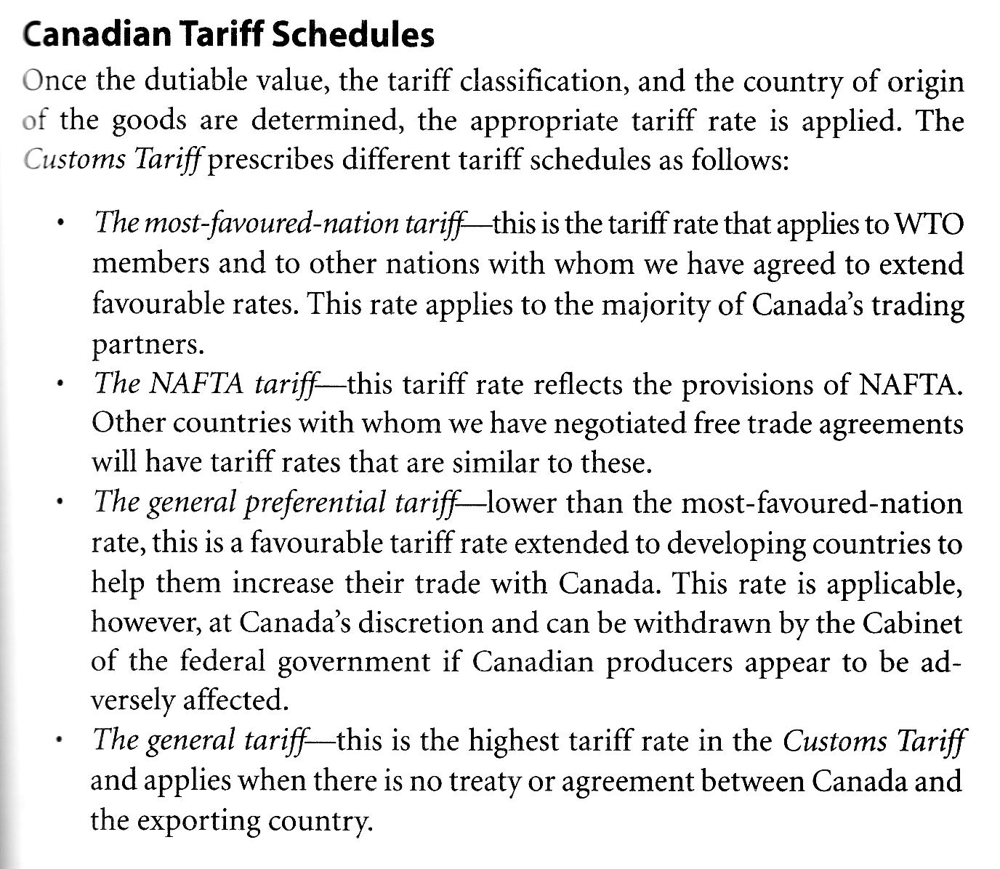 Canadian Tariff Schedules
Once the dutiable value, the tariff classification, and the country of origin
of the goods are determined, the appropriate tariff rate is applied. The
Customs Tariff prescribes different tariff schedules as follows:
• The most-favoured-nation tariff—this is the tariff rate that applies to WTO
members and to other nations with whom we have agreed to extend
favourable rates. This rate applies to the majority of Canada's trading
partners.
• The NAFTA tariff—this tariff rate reflects the provisions of NAFTA.
Other countries with whom we have negotiated free trade agreements
will have tariff rates that are similar to these.
• The general preferential tariff—lower than the most-favoured-nation
rate, this is a favourable tariff rate extended to developing countries to
help them increase their trade with Canada. This rate is applicable,
however, at Canada's discretion and can be withdrawn by the Cabinet
of the federal government if Canadian producers appear to be ad-
versely affected.
• The general tariff—this is the highest tariff rate in the Customs Tariff
and applies when there is no treaty or agreement between Canada and
the exporting country.